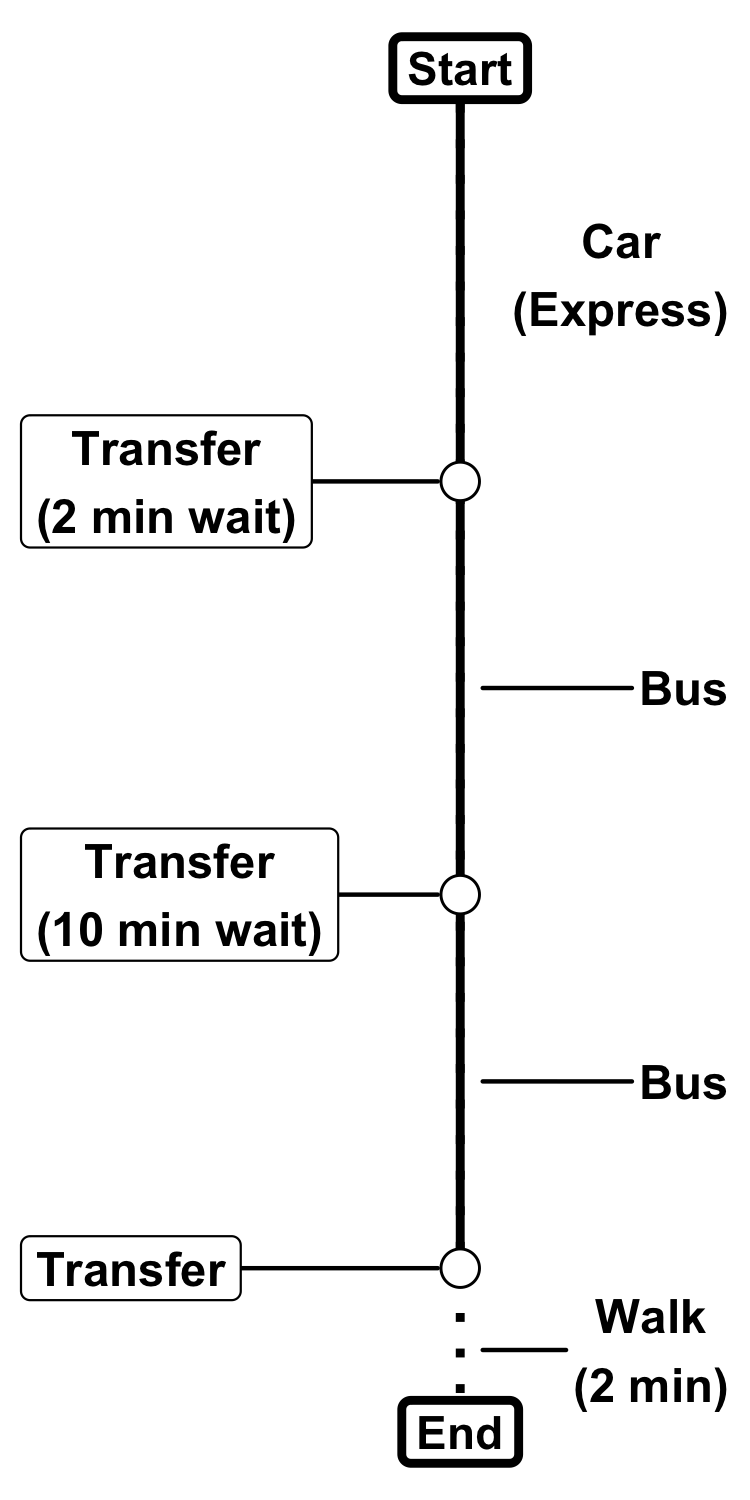 Start
Car
(Express)
Transfer
(2 min wait)
Bus
Transfer
(10 min wait)
Bus
Transfer
Walk
(2 min)
End